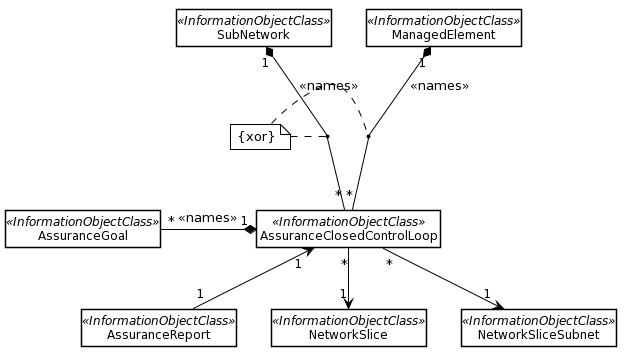 «InformationObjectClass»
SubNetwork
«InformationObjectClass»
ManagedElement
1
1
«names»
«names»
{xor}
* *
«InformationObjectClass»
AssuranceGoal
* «names» 1
«InformationObjectClass»
AssuranceClosedControlLoop
1
*
*
1
1
1
«InformationObjectClass»
AssuranceReport
«InformationObjectClass»
NetworkSlice
«InformationObjectClass»
NetworkSliceSubnet